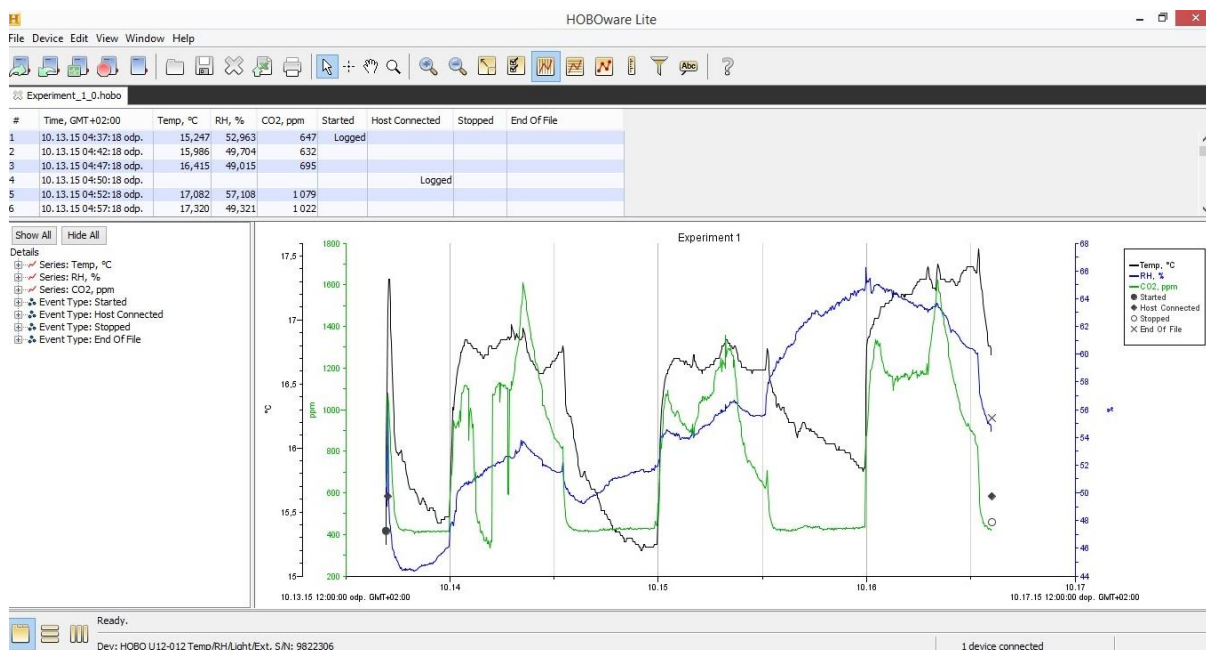 HOBOware Lite
File Device Edit View Window Help
Abc
Experiment_1_0.hobo
# Time, GMT+02:00 Temp, °C RH, % CO2, ppm Started Host Connected Stopped End Of File
1 10.13.15 04:37:18 odp. 15,247 52,963 647 Logged
2 10.13.15 04:42:18 odp. 15,986 49,704 632
3 10.13.15 04:47:18 odp. 16,415 49,015 695
4 10.13.15 04:50:18 odp. Logged
5 10.13.15 04:52:18 odp. 17,082 57,108 1 079
6 10.13.15 04:57:18 odp. 17,320 49,321 1 022
Show All Hide All
Details
Series: Temp, °C
Series: RH, %
Series: CO2, ppm
Event Type: Started
Event Type: Host Connected
Event Type: Stopped
Event Type: End Of File
Experiment 1
17,5
17
16,5
16
15,5
15
°C
1800
1600
1400
1200
1000
800
600
400
200
ppm
68
66
64
62
60
58
56
54
52
50
48
46
44
%
Temp, °C
RH, %
CO2, ppm
Started
Host Connected
Stopped
End Of File
10.14 10.15 10.16 10.17
10.13.15 12:00:00 odp. GMT+02:00 10.17.15 12:00:00 dop. GMT+02:00
Ready.
Dev: HOBO U12-012 Temp/RH/Light/Ext, S/N: 9822306 1 device connected